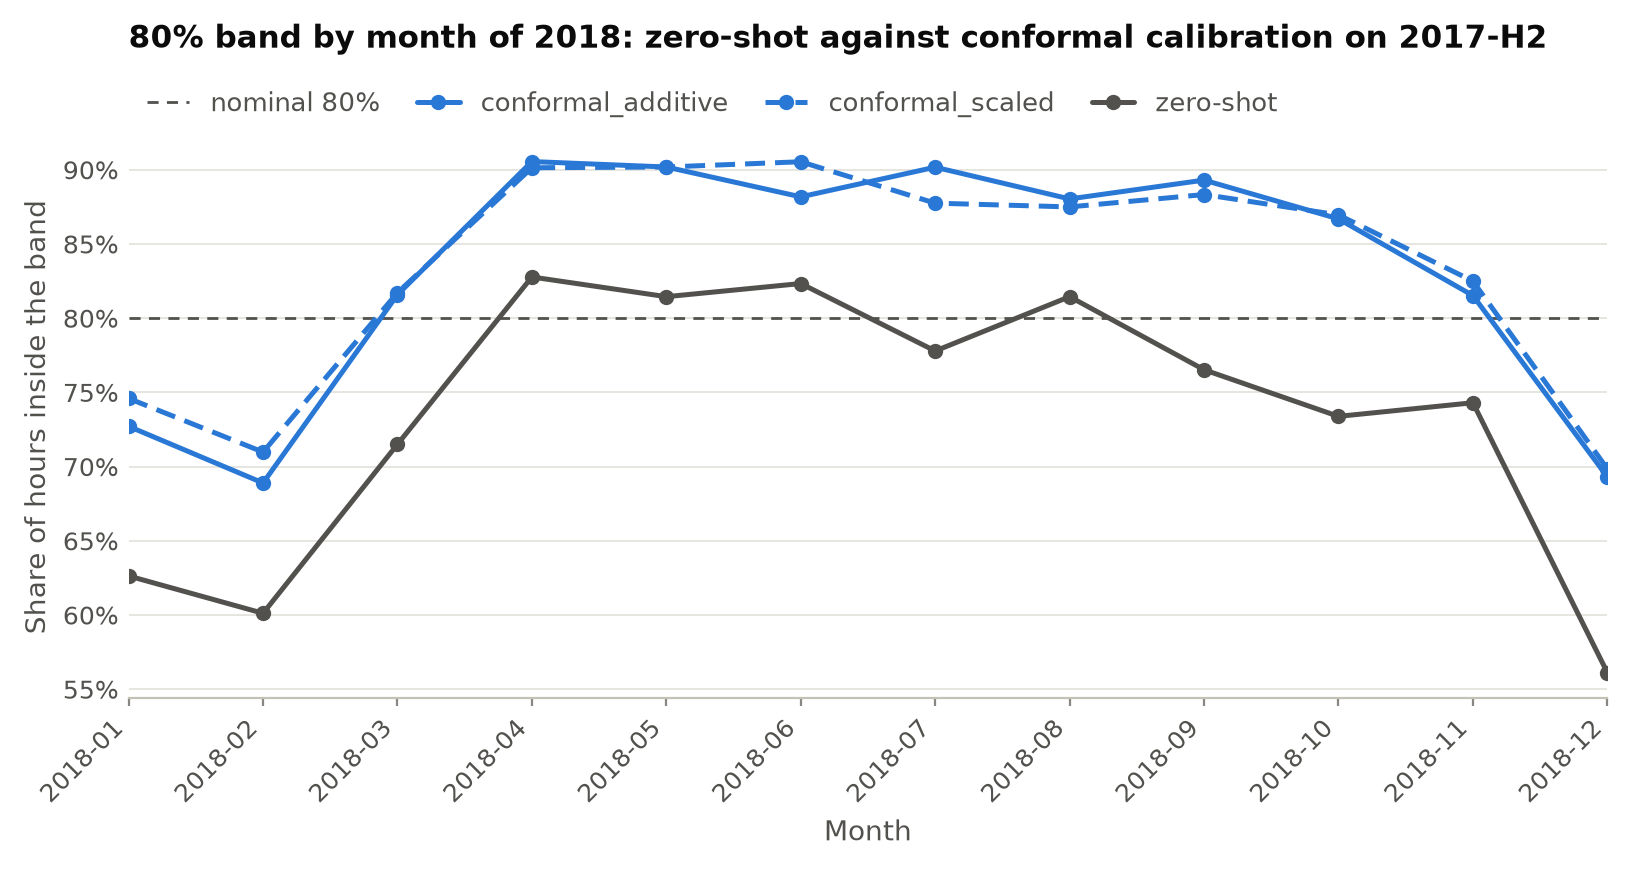 80% band by month of 2018: zero-shot against conformal calibration on 2017-H2
nominal 80% conformal_additive conformal_scaled zero-shot
Share of hours inside the band
90%
85%
80%
75%
70%
65%
60%
55%
2018-01 2018-02 2018-03 2018-04 2018-05 2018-06 2018-07 2018-08 2018-09 2018-10 2018-11 2018-12
Month